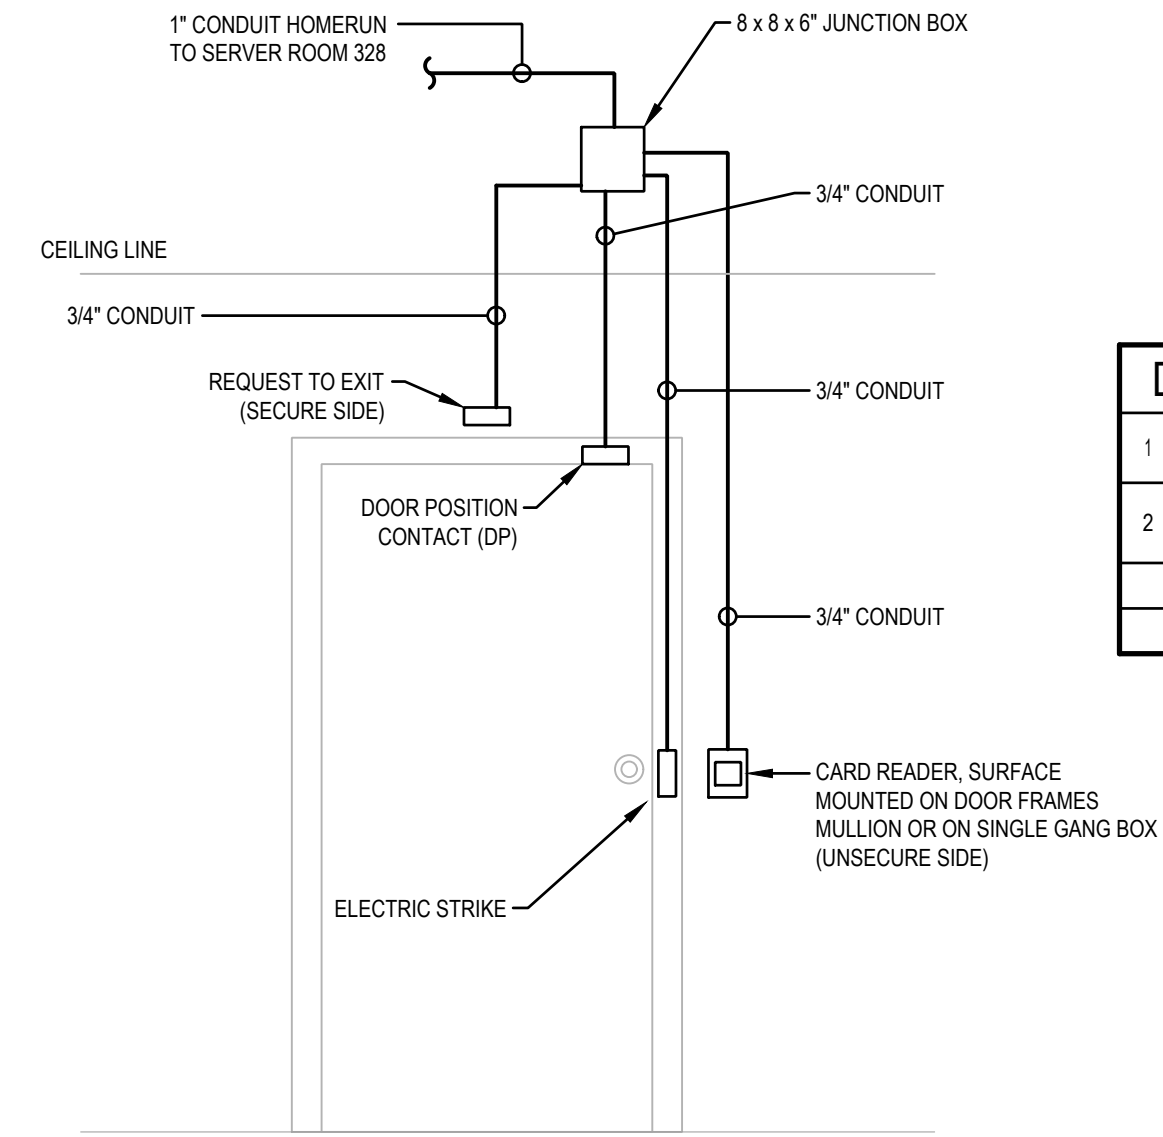 1" CONDUIT HOMERUN
TO SERVER ROOM 328
8 x 8 x 6" JUNCTION BOX
3/4" CONDUIT
CEILING LINE
3/4" CONDUIT
REQUEST TO EXIT
(SECURE SIDE)
3/4" CONDUIT
DOOR POSITION
CONTACT (DP)
3/4" CONDUIT
CARD READER, SURFACE
MOUNTED ON DOOR FRAMES
MULLION OR ON SINGLE GANG BOX
(UNSECURE SIDE)
ELECTRIC STRIKE
1
2